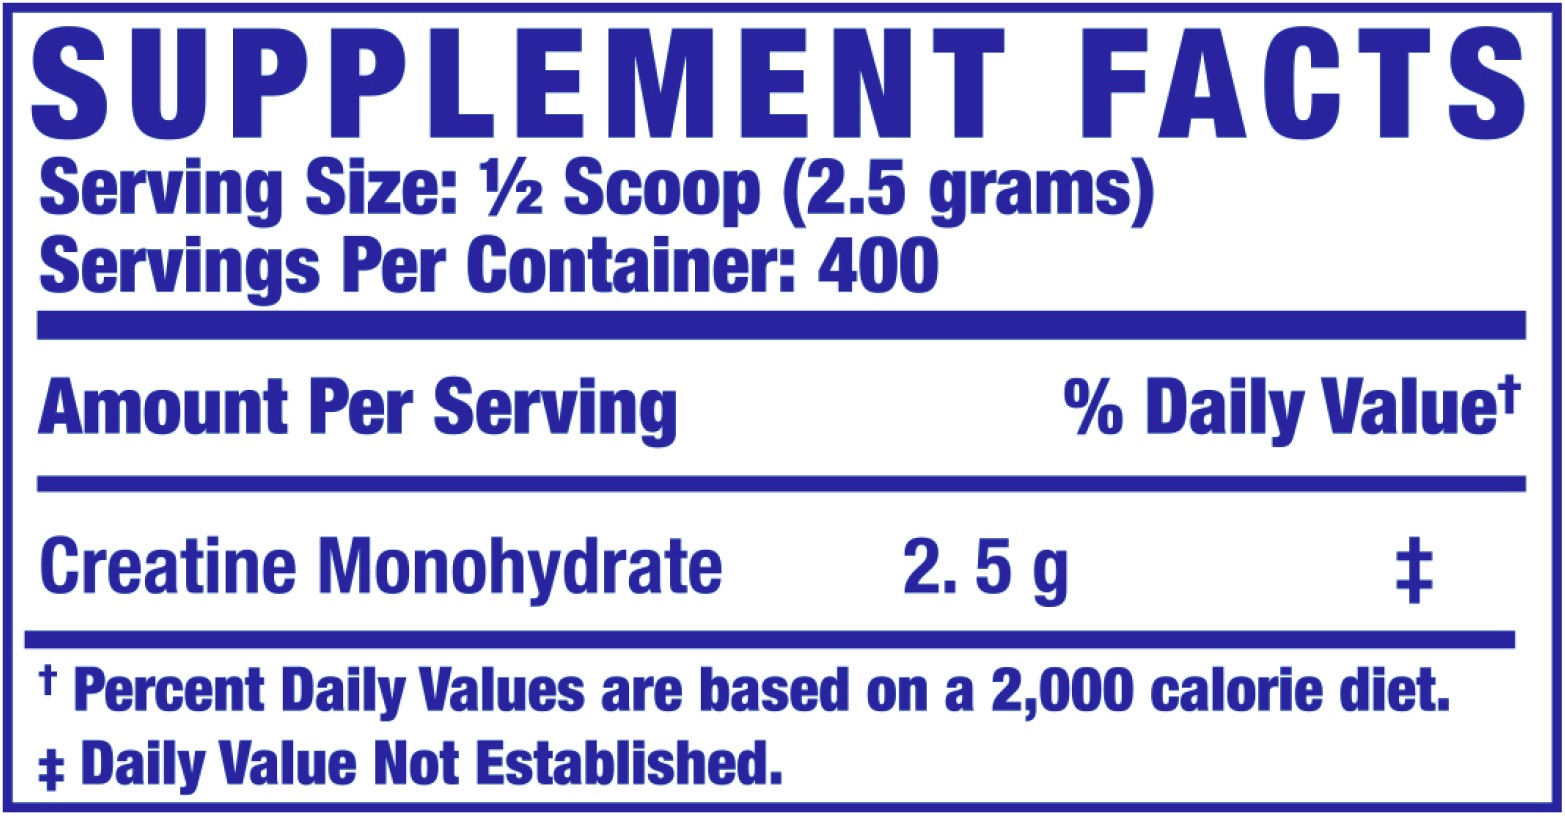 SUPPLEMENT FACTS
Serving Size: ½ Scoop (2.5 grams)
Servings Per Container: 400
Amount Per Serving % Daily Value†
Creatine Monohydrate 2. 5 g ‡
† Percent Daily Values are based on a 2,000 calorie diet.
‡ Daily Value Not Established.